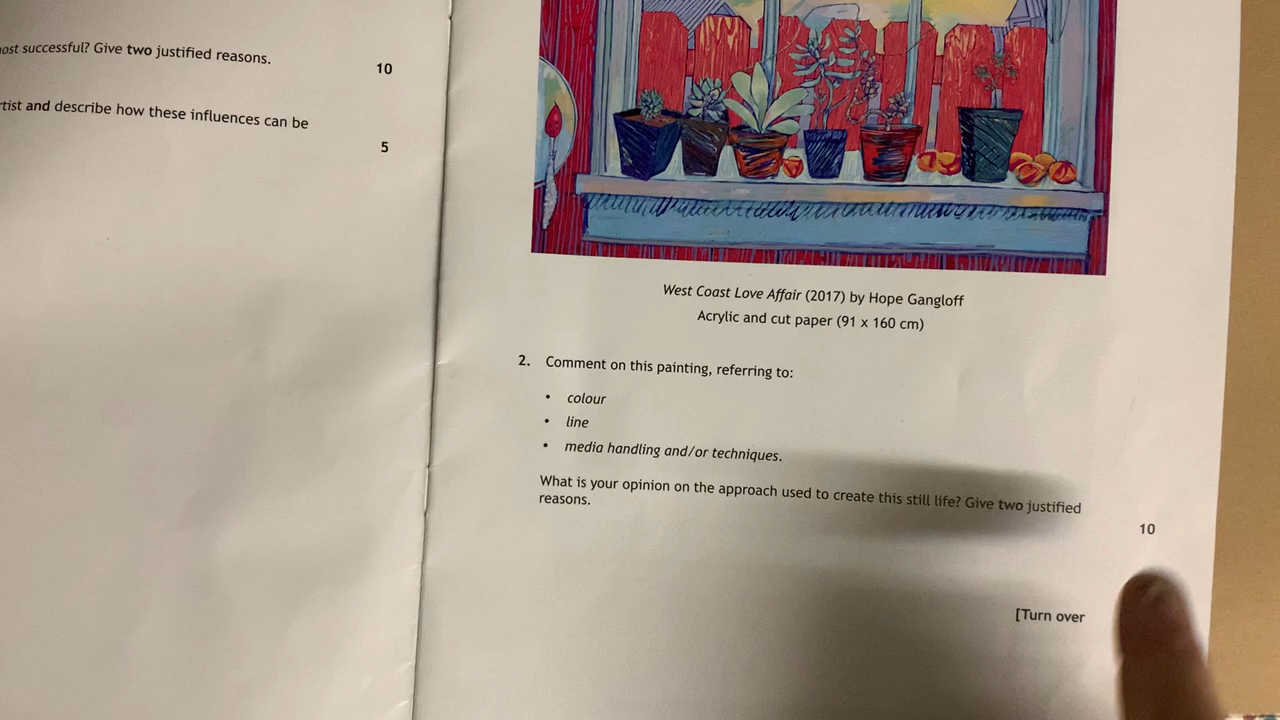 most successful? Give two justified reasons.
10
artist and describe how these influences can be
5
West Coast Love Affair (2017) by Hope Gangloff
Acrylic and cut paper (91 x 160 cm)
2. Comment on this painting, referring to:
• colour
• line
• media handling and/or techniques.
What is your opinion on the approach used to create this still life? Give two justified
reasons.
10
[Turn over